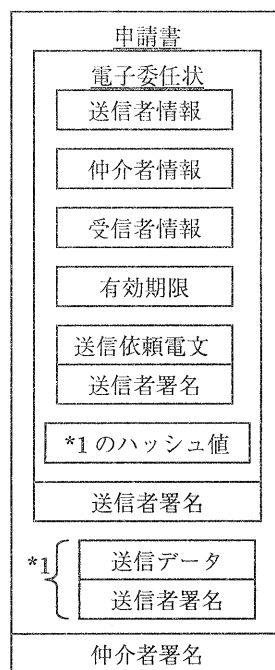 申請書
電子委任状
送信者情報
仲介者情報
受信者情報
有効期限
送信依頼電文
送信者署名
*1のハッシュ値
送信者署名
*1
送信データ
送信者署名
仲介者署名